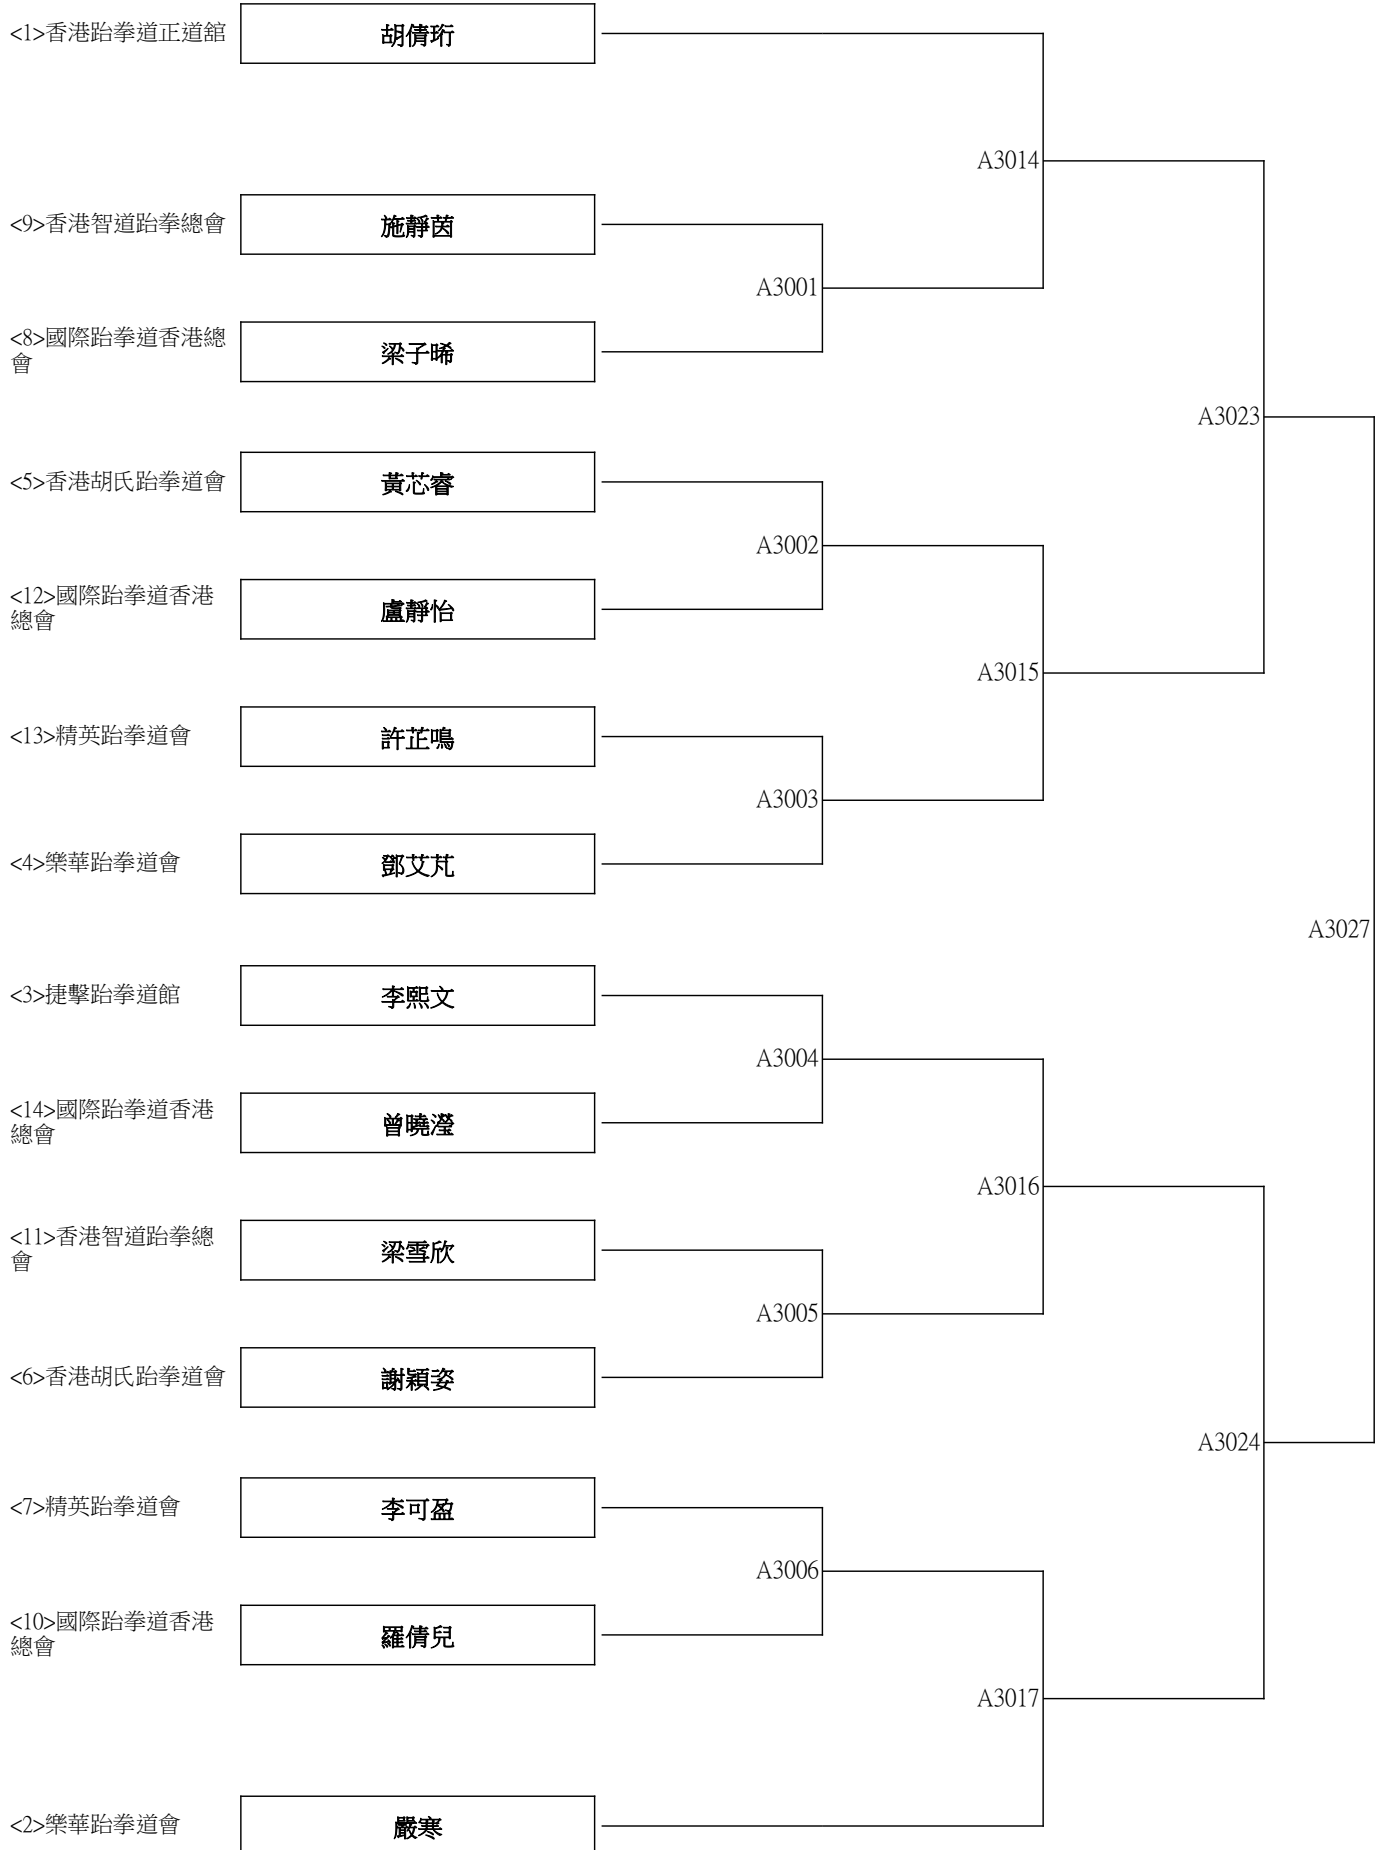 <1>香港跆拳道正道舘
胡倩珩
A3014
<9>香港智道跆拳總會
施靜茵
A3001
<8>國際跆拳道香港總
會
梁子晞
A3023
<5>香港胡氏跆拳道會
黃芯睿
A3002
<12>國際跆拳道香港
總會
盧靜怡
A3015
<13>精英跆拳道會
許芷鳴
A3003
<4>樂華跆拳道會
鄧艾芃
A3027
<3>捷擊跆拳道館
李熙文
A3004
<14>國際跆拳道香港
總會
曾曉瀅
A3016
<11>香港智道跆拳總
會
梁雪欣
A3005
<6>香港胡氏跆拳道會
謝穎姿
A3024
<7>精英跆拳道會
李可盈
A3006
<10>國際跆拳道香港
總會
羅倩兒
A3017
<2>樂華跆拳道會
嚴寒